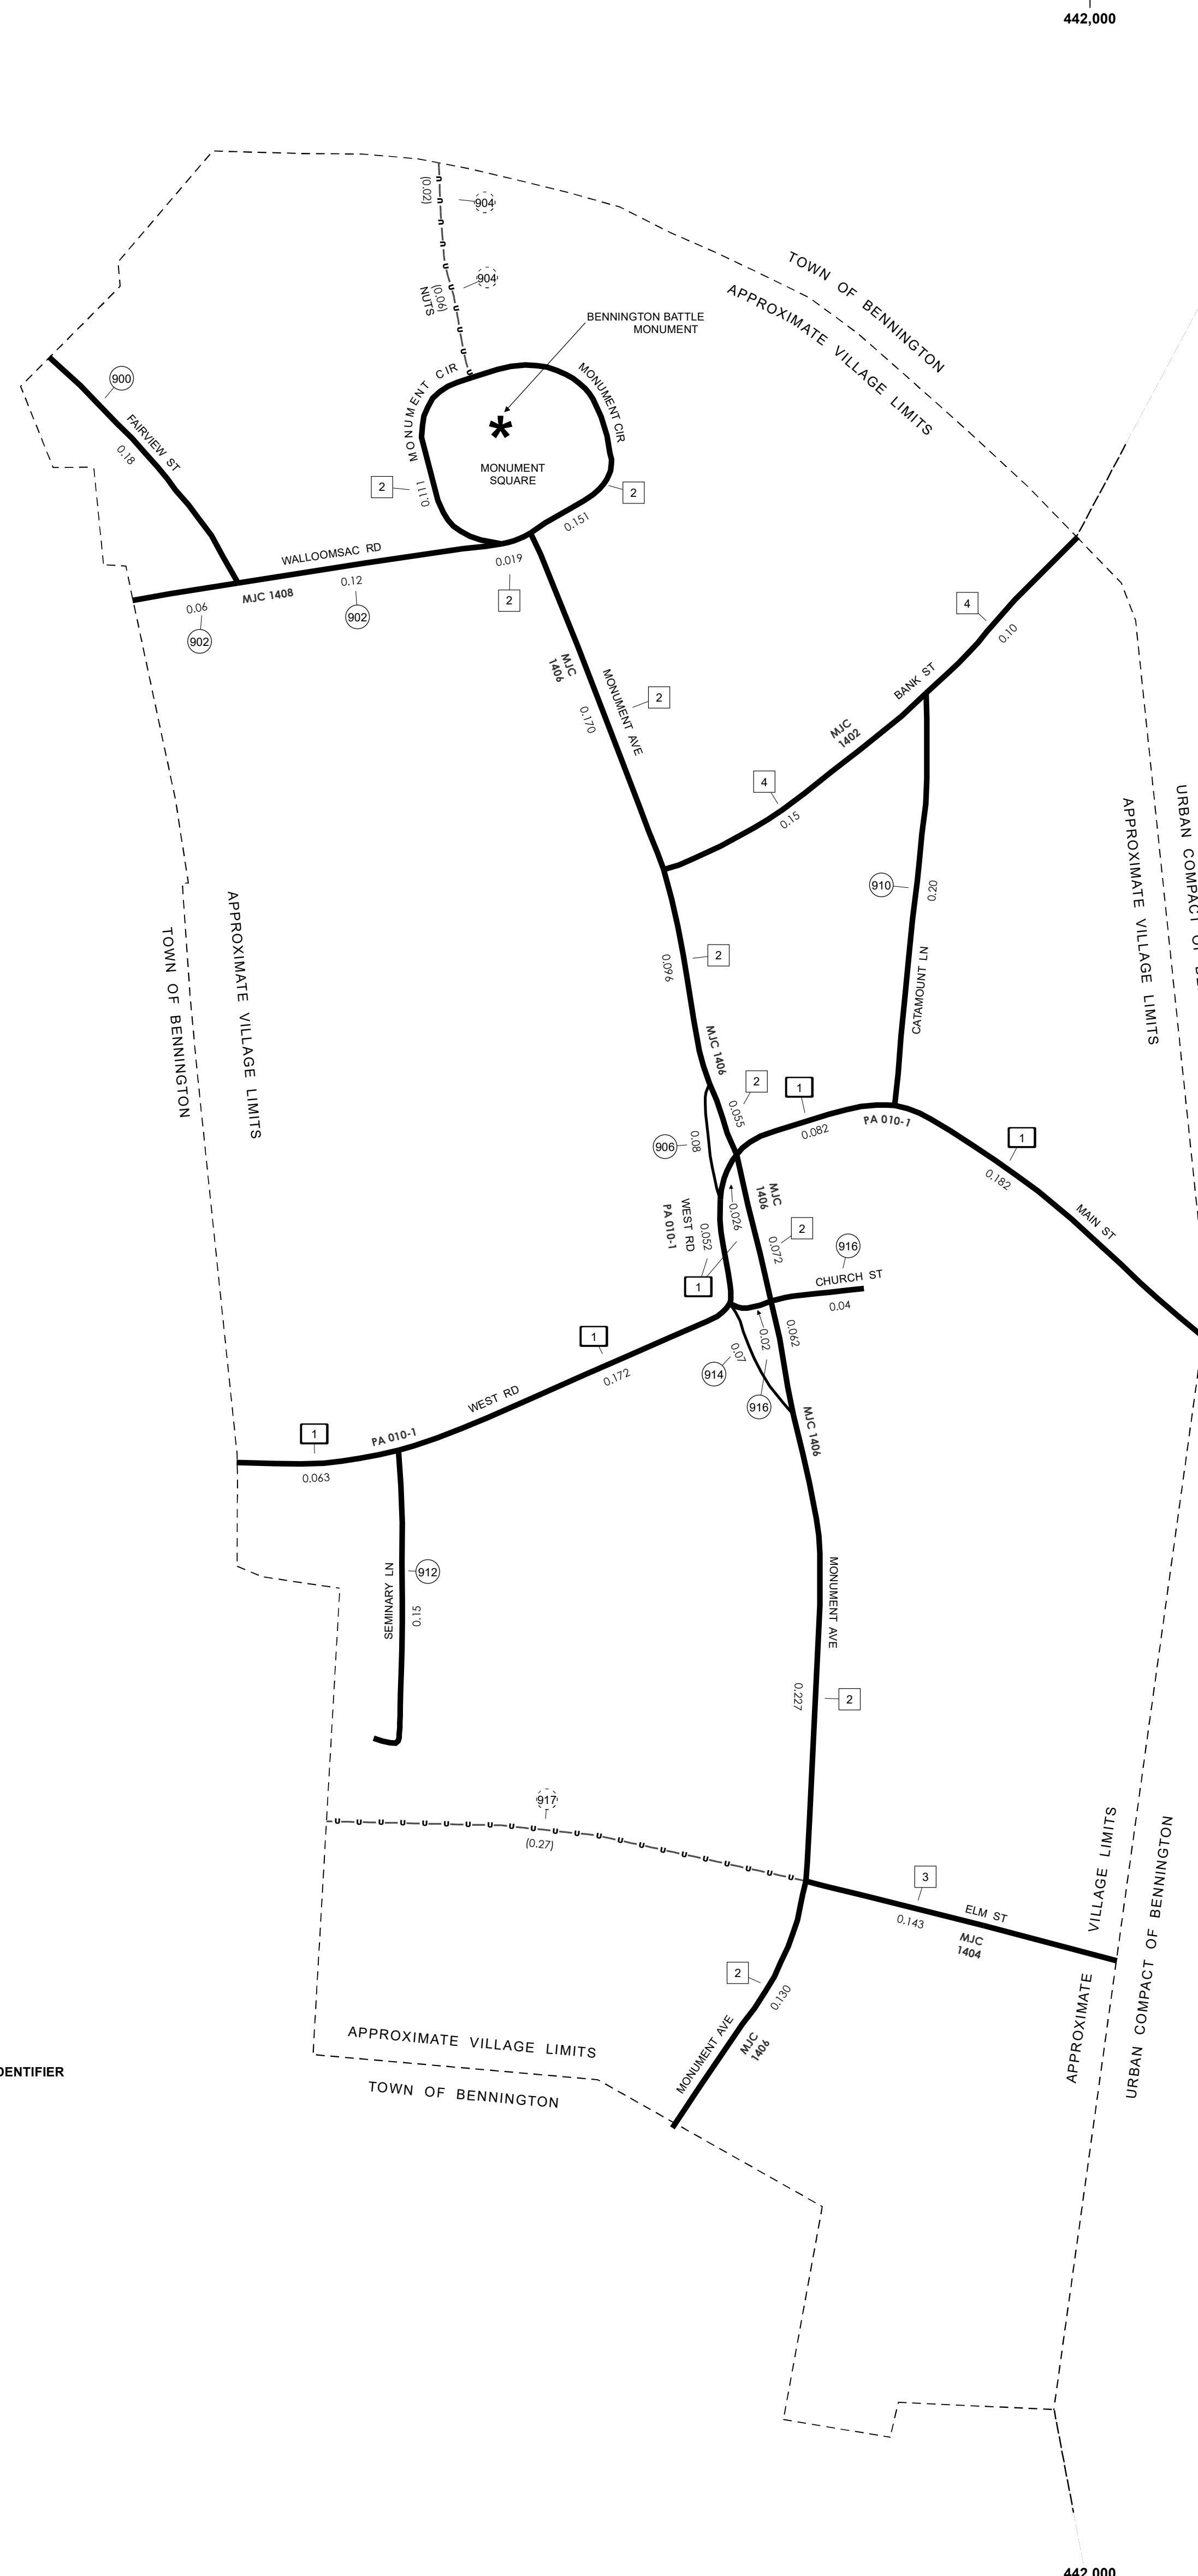 442,000
(0.02)
904
904
(0.06)
NUTS
TOWN OF BENNINGTON
APPROXIMATE VILLAGE LIMITS
BENNINGTON BATTLE
MONUMENT
900
FAIRVIEW ST
0.18
MONUMENT CIR
MONUMENT CIR
MONUMENT
SQUARE
2
0.111
2
0.151
WALLOOMSAC RD
0.019
2
0.12
MJC 1408
0.06
902
902
4
0.10
MJC
1406
MONUMENT AVE
2
0.170
BANK ST
MJC
1402
4
0.15
APPROXIMATE VILLAGE LIMITS
URBAN COMPACT OF
910
0.20
CATAMOUNT LN
TOWN OF BENNINGTON
APPROXIMATE VILLAGE LIMITS
2
0.096
MJC 1406
2
0.055
1
0.082
PA 010-1
906
0.08
1
0.182
MAIN ST
MJC
1406
0.026
WEST RD
PA 010-1
0.052
2
0.072
916
CHURCH ST
0.04
1
1
0.172
0.062
0.02
0.07
914
916
WEST RD
MJC 1406
PA 010-1
1
0.063
SEMINARY LN
912
0.15
MONUMENT AVE
0.227
2
917
(0.27)
3
ELM ST
0.143
MJC
1404
APPROXIMATE VILLAGE LIMITS
URBAN COMPACT OF BENNINGTON
2
0.130
MONUMENT AVE
MJC
1406
APPROXIMATE VILLAGE LIMITS
TOWN OF BENNINGTON
DENTIFIER
442,000